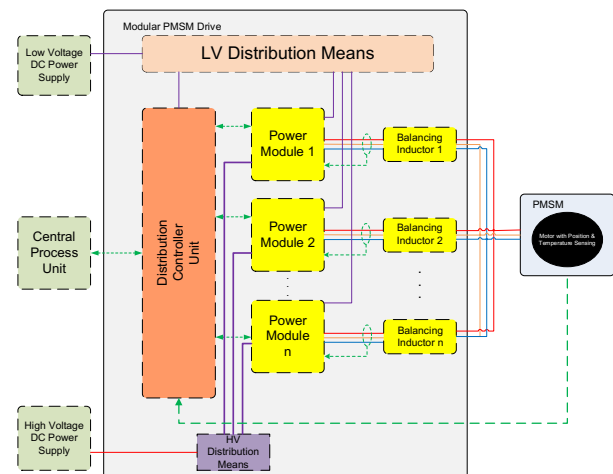 Modular PMSM Drive
Low Voltage
DC Power
Supply
LV Distribution Means
Distribution
Controller
Unit
Power
Module 1
Balancing
Inductor 1
Central
Process
Unit
Power
Module 2
Balancing
Inductor 2
PMSM
Motor with Position &
Temperature Sensing
Power
Module
n
Balancing
Inductor n
High Voltage
DC Power
Supply
HV
Distribution
Means